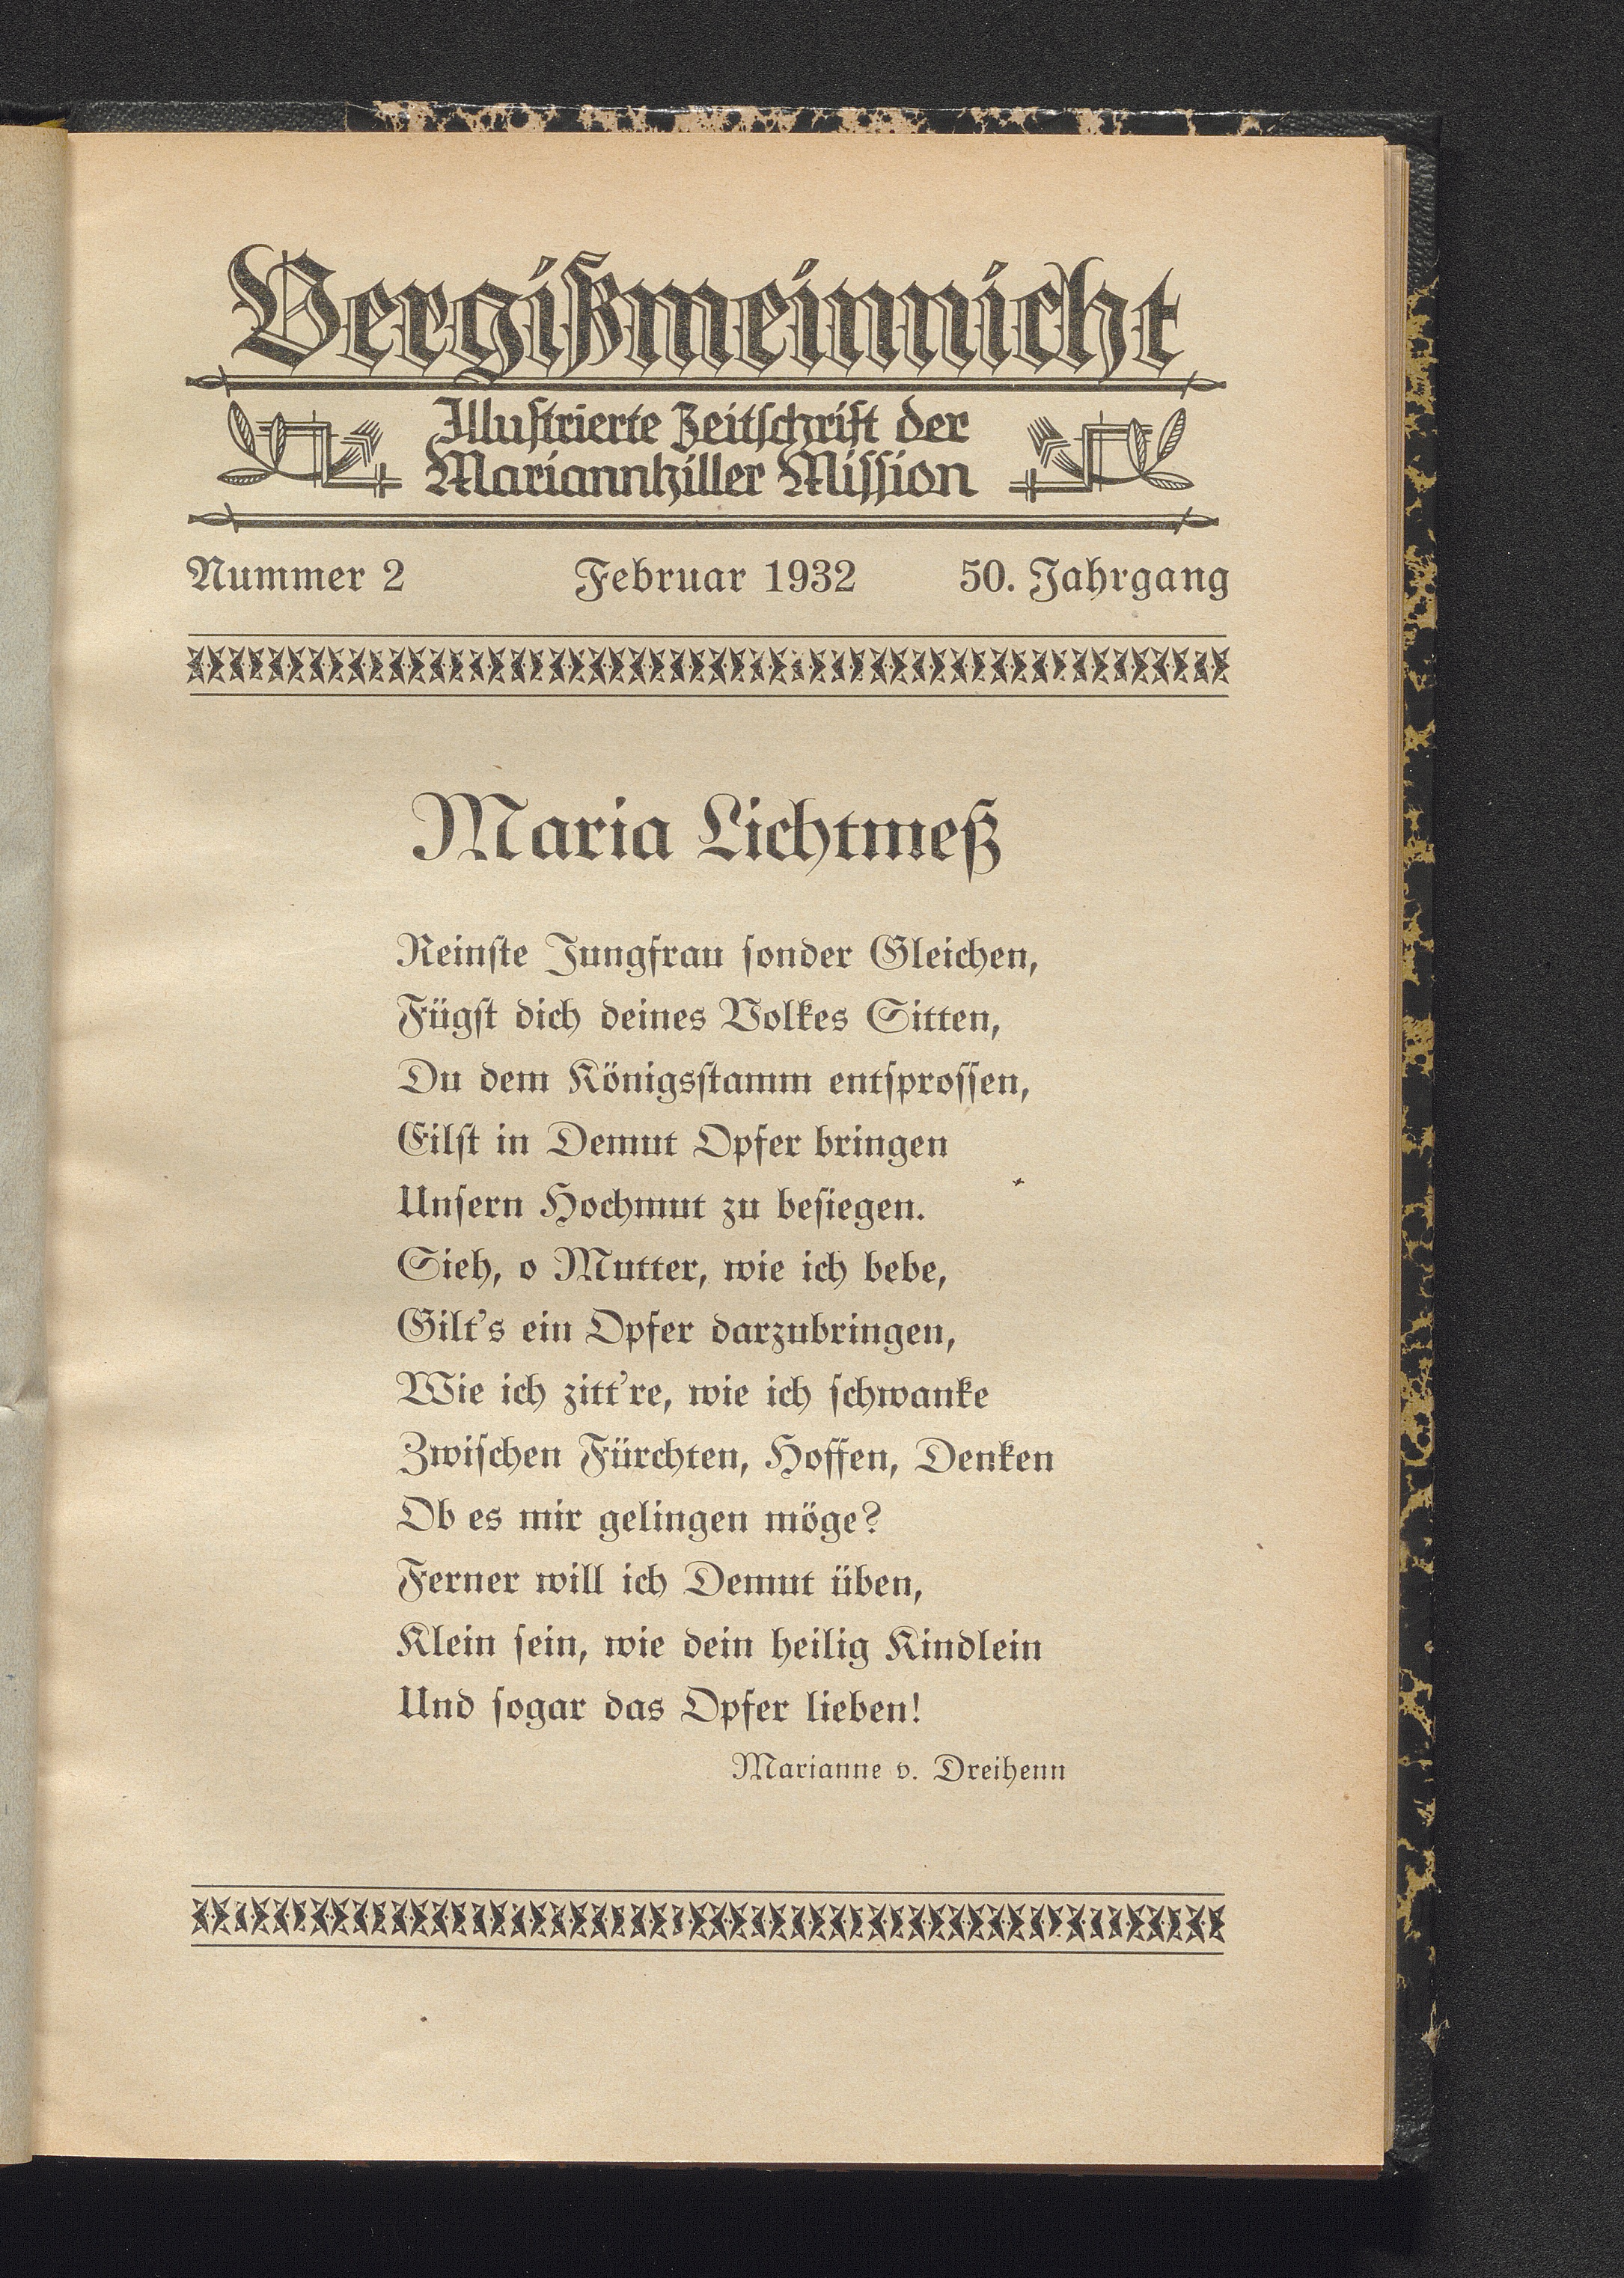 Vergißmeinnicht
Illustrierte Zeitschrift der
Mariannhiller Mission
Nummer 2 Februar 1932 50. Jahrgang
Maria Lichtmeß
Reinste Jungfrau sonder Gleichen,
Fügst dich deines Volkes Sitten,
Du dem Königsstamm entsprossen,
Eilst in Demut Opfer bringen
Unsern Hochmut zu besiegen.
Sieh, o Mutter, wie ich bebe,
Gilt's ein Opfer darzubringen,
Wie ich zitt're, wie ich schwanke
Zwischen Fürchten, Hoffen, Denken
Ob es mir gelingen möge?
Ferner will ich Demut üben,
Klein sein, wie dein heilig Kindlein
Und sogar das Opfer lieben!
Marianne v. Dreihenn